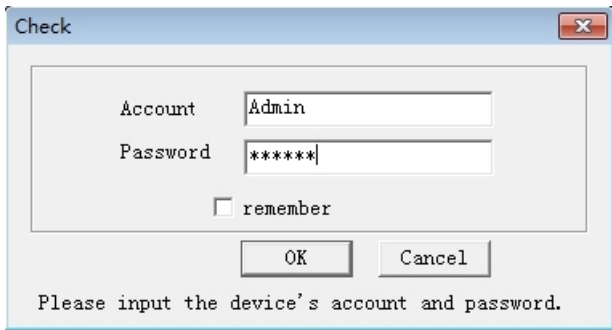 Check
Account Admin
Password ******
remember
OK Cancel
Please input the device's account and password.